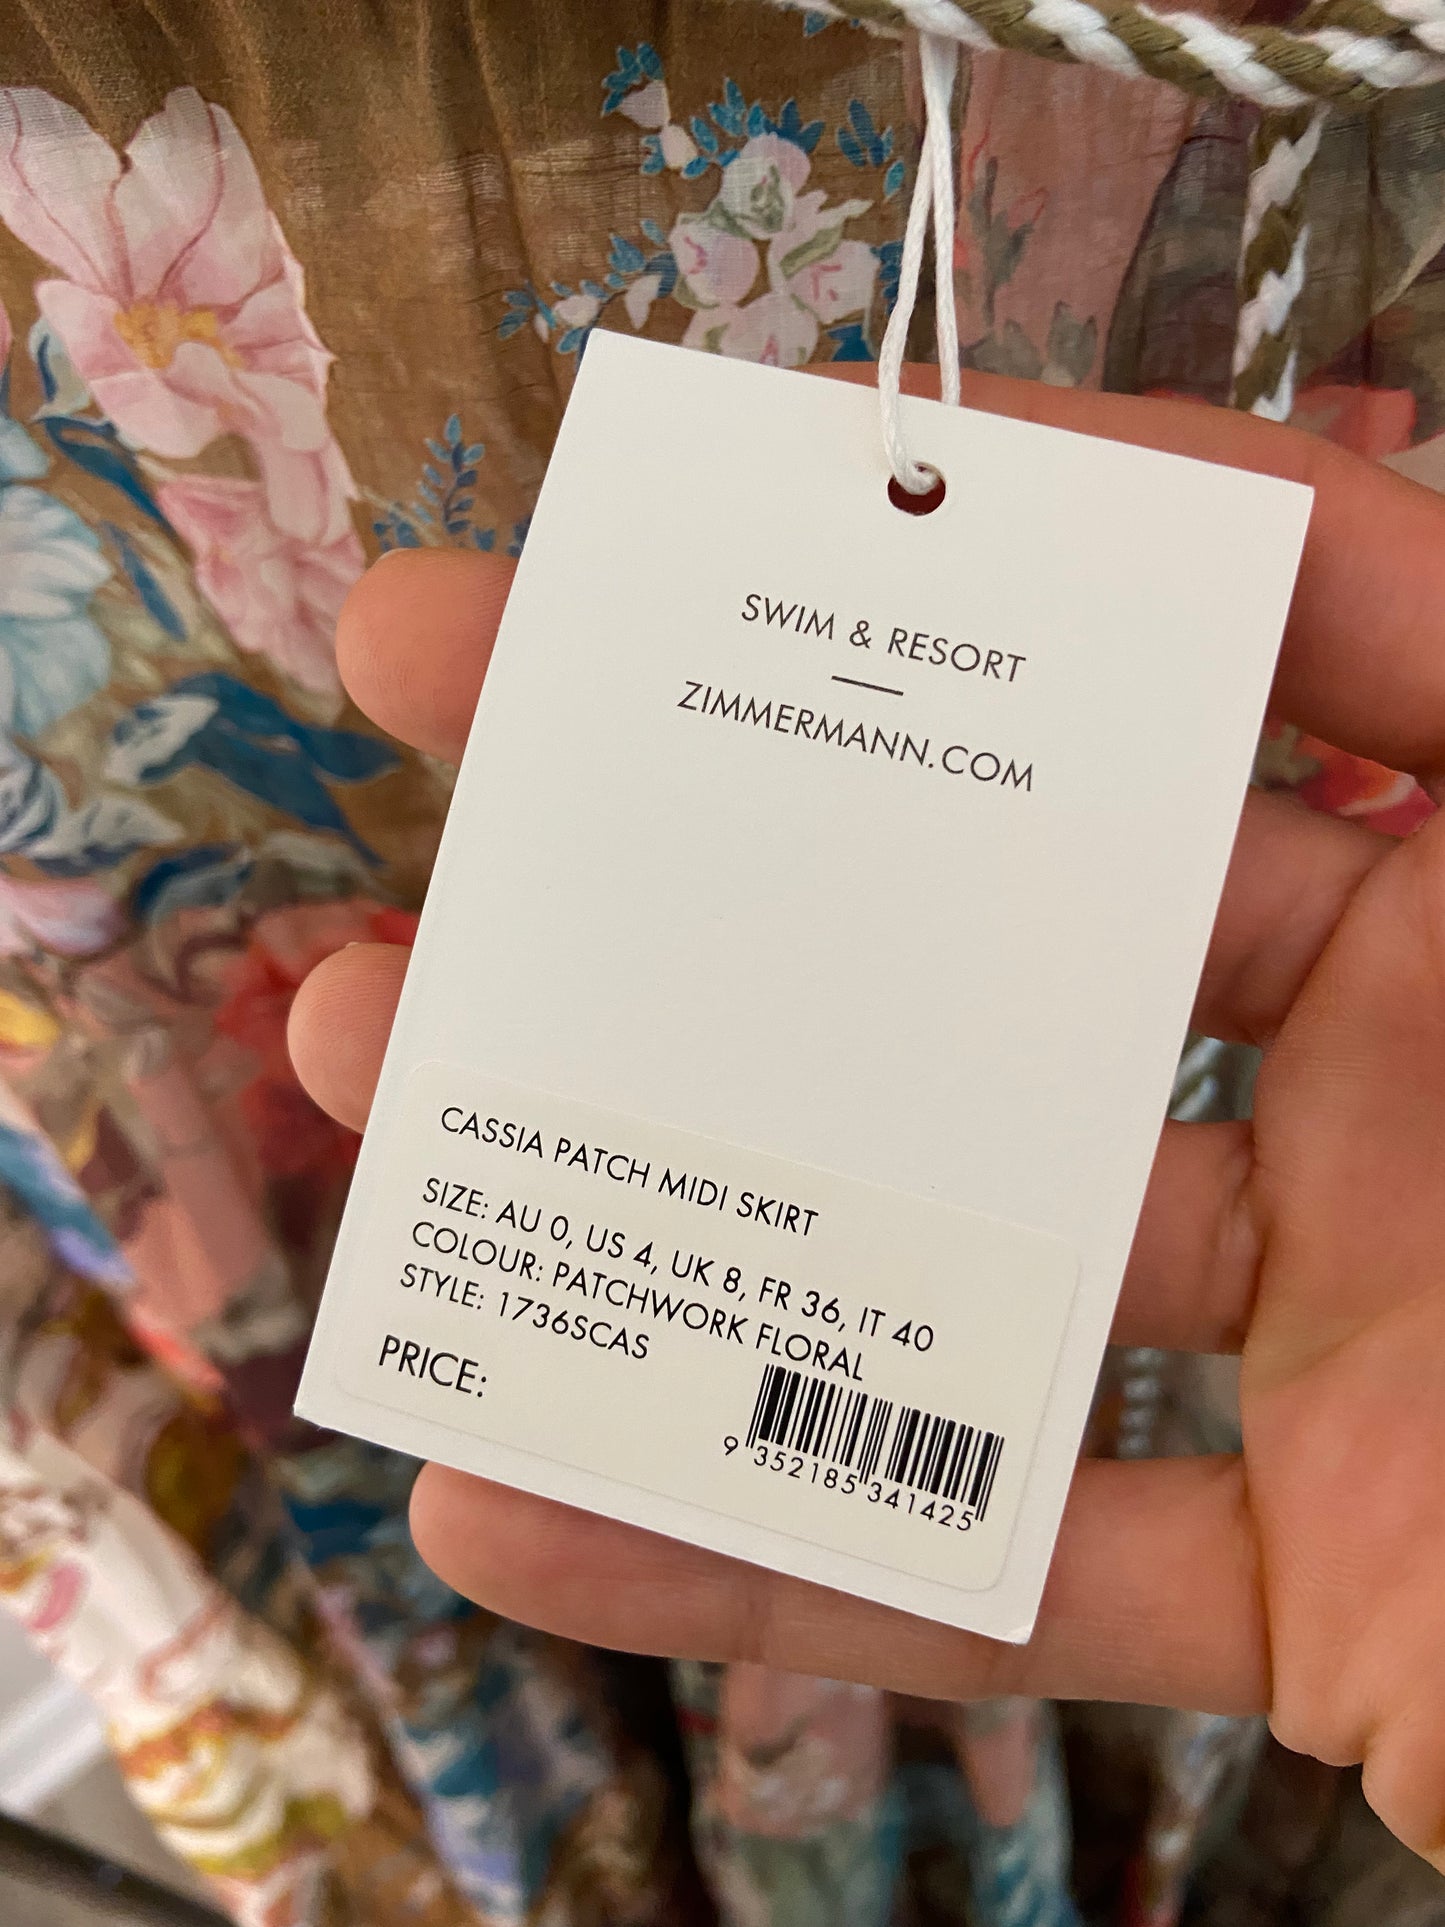 SWIM & RESORT
ZIMMERMANN.COM
CASSIA PATCH MIDI SKIRT
SIZE: AU 0, US 4, UK 8, FR 36, IT 40
COLOUR: PATCHWORK FLORAL
STYLE: 1736SCAS
PRICE:
9 352185 341425